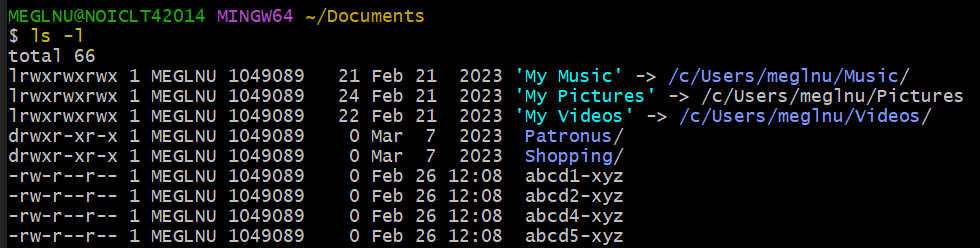 MEGLNU@NOICLT42014 MINGW64 ~/Documents
$ ls -l
total 66
lrwxrwxrwx 1 MEGLNU 1049089   21 Feb 21  2023 'My Music' -> /c/Users/meglnu/Music/
lrwxrwxrwx 1 MEGLNU 1049089   24 Feb 21  2023 'My Pictures' -> /c/Users/meglnu/Pictures
lrwxrwxrwx 1 MEGLNU 1049089   22 Feb 21  2023 'My Videos' -> /c/Users/meglnu/Videos/
drwxr-xr-x 1 MEGLNU 1049089    0 Mar  7  2023  Patronus/
drwxr-xr-x 1 MEGLNU 1049089    0 Mar  7  2023  Shopping/
-rw-r--r-- 1 MEGLNU 1049089    0 Feb 26 12:08  abcd1-xyz
-rw-r--r-- 1 MEGLNU 1049089    0 Feb 26 12:08  abcd2-xyz
-rw-r--r-- 1 MEGLNU 1049089    0 Feb 26 12:08  abcd4-xyz
-rw-r--r-- 1 MEGLNU 1049089    0 Feb 26 12:08  abcd5-xyz